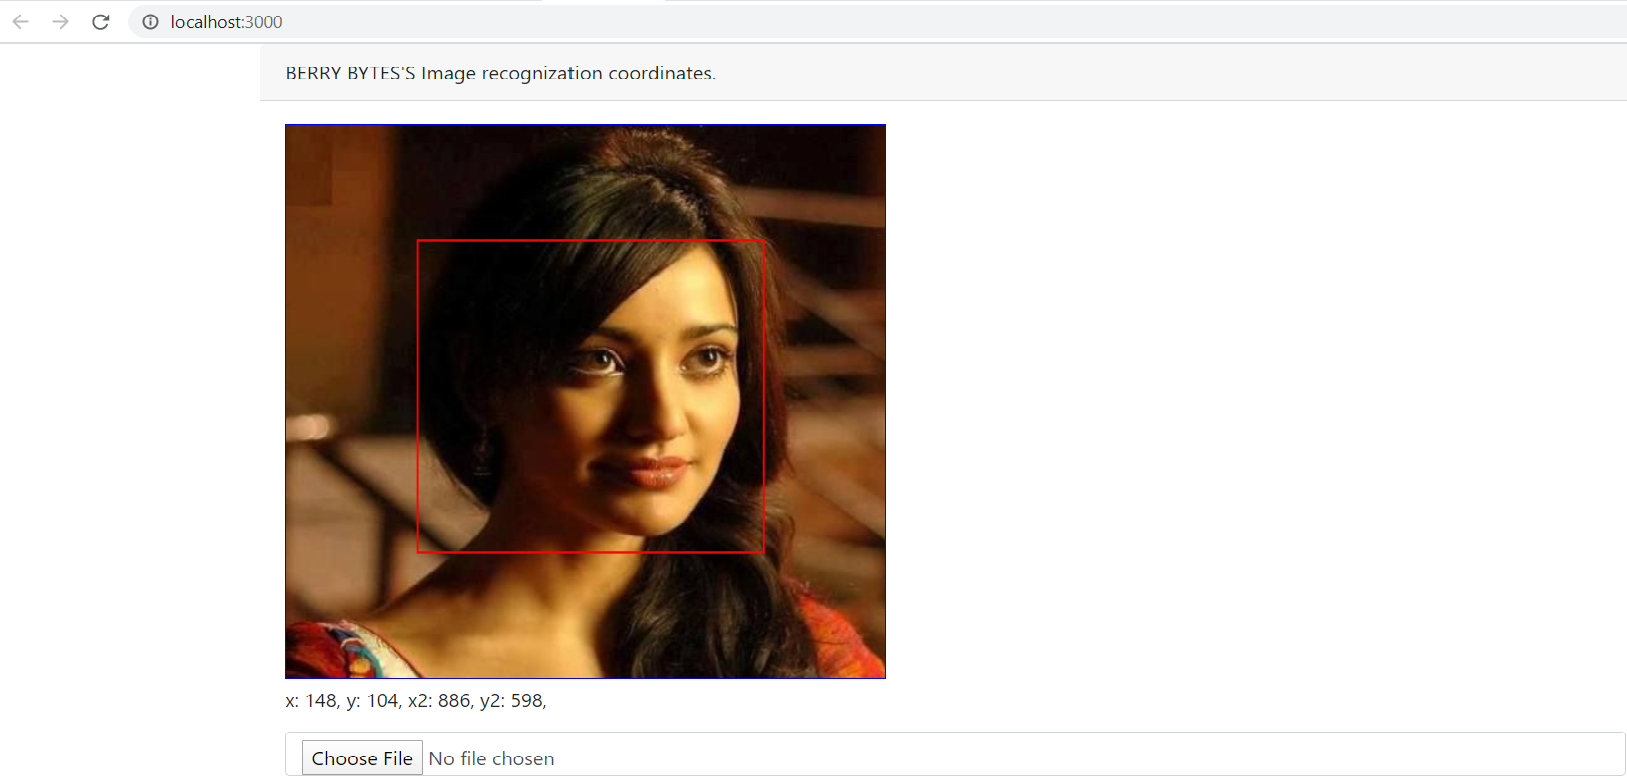 localhost:3000
BERRY BYTES'S Image recognization coordinates.
x: 148, y: 104, x2: 886, y2: 598,
Choose File No file chosen